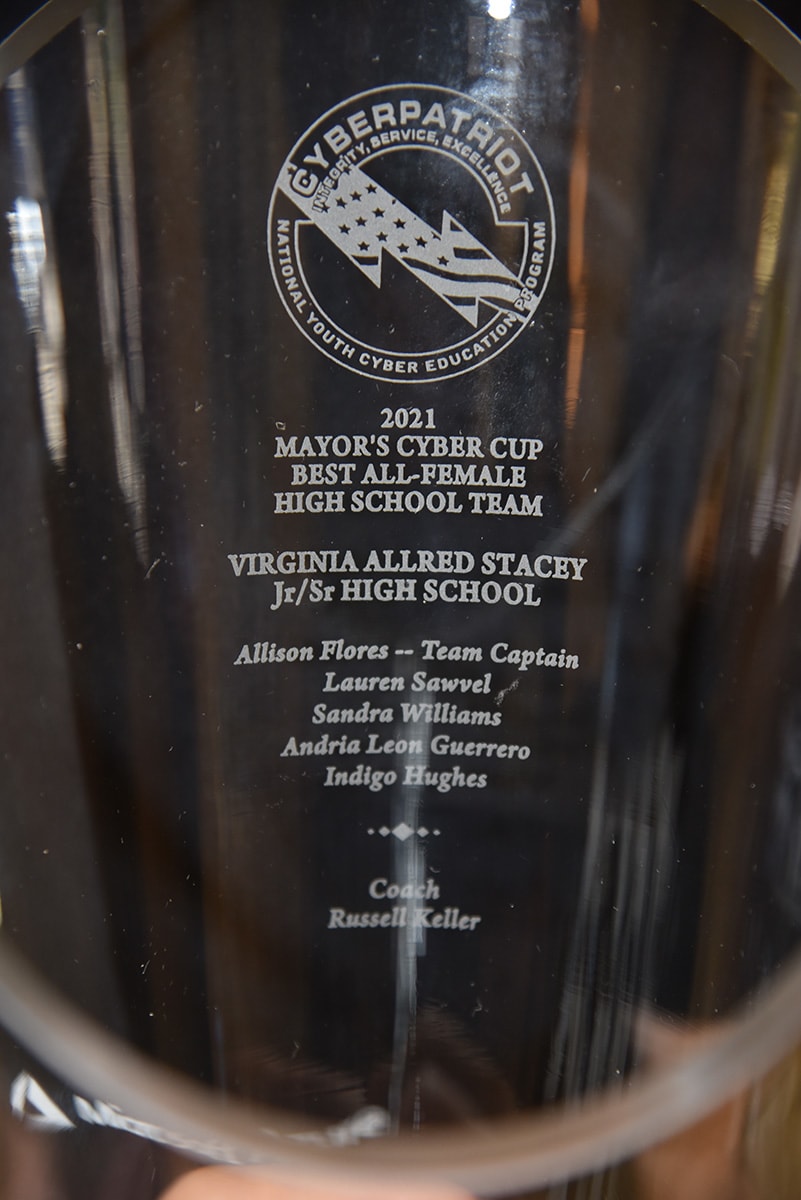 CYBERPATRIOT
INTEGRITY, SERVICE, EXCELLENCE
NATIONAL YOUTH CYBER EDUCATION PROGRAM
2021
MAYOR'S CYBER CUP
BEST ALL-FEMALE
HIGH SCHOOL TEAM
VIRGINIA ALLRED STACEY
Jr/Sr HIGH SCHOOL
Allison Flores -- Team Captain
Lauren Sawvel
Sandra Williams
Andria Leon Guerrero
Indigo Hughes
Coach
Russell Keller